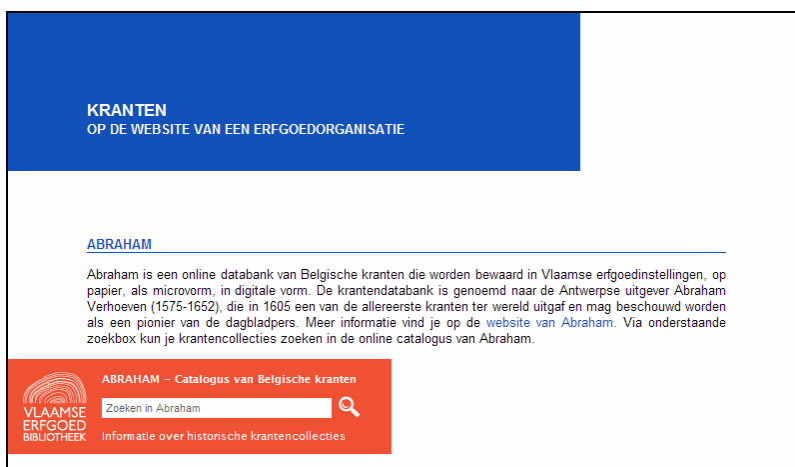 KRANTEN
OP DE WEBSITE VAN EEN ERFGOEDORGANISATIE
ABRAHAM
Abraham is een online databank van Belgische kranten die worden bewaard in Vlaamse erfgoedinstellingen, op
papier, als microvorm, in digitale vorm. De krantendatabank is genoemd naar de Antwerpse uitgever Abraham
Verhoeven (1575-1652), die in 1605 een van de allereerste kranten ter wereld uitgaf en mag beschouwd worden
als een pionier van de dagbladpers. Meer informatie vind je op de website van Abraham. Via onderstaande
zoekbox kun je krantencollecties zoeken in de online catalogus van Abraham.
ABRAHAM – Catalogus van Belgische kranten
Zoeken in Abraham
Informatie over historische krantencollecties
VLAAMSE
ERFGOED
BIBLIOTHEEK